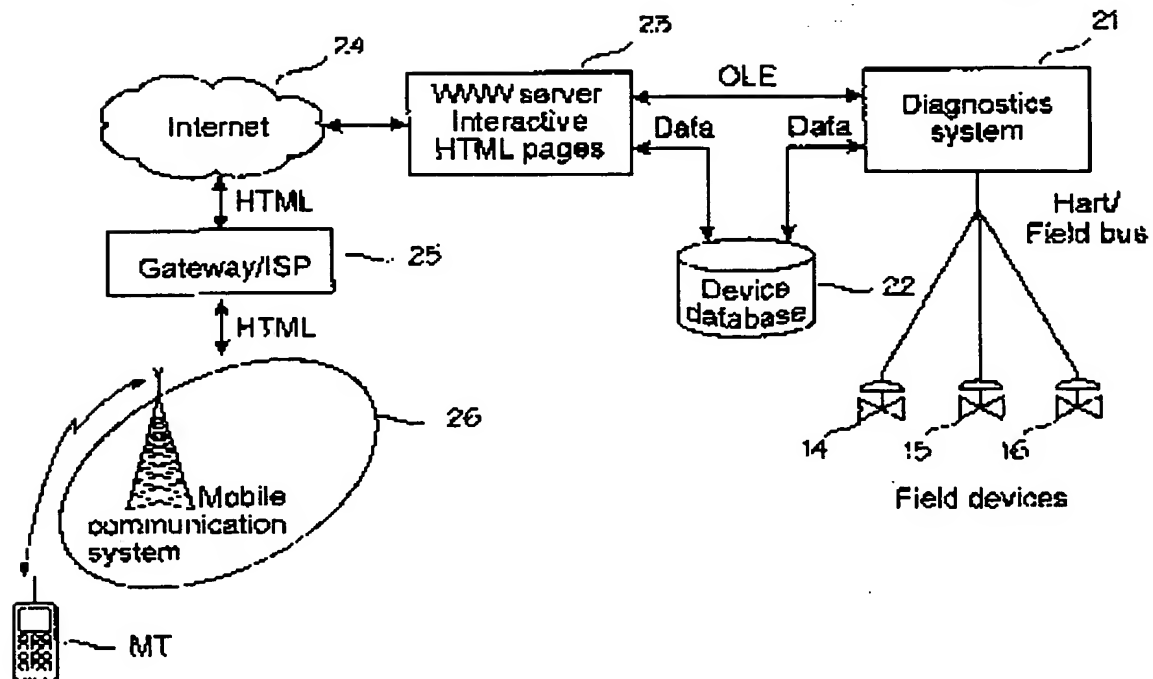 24
23
21
Internet
WWW server
Interactive
HTML pages
OLE
Data
Data
Diagnostics
system
HTML
Gateway/ISP
25
HTML
Device
database
22
Hart/
Field bus
26
Mobile
communication
system
14
15
16
Field devices
MT